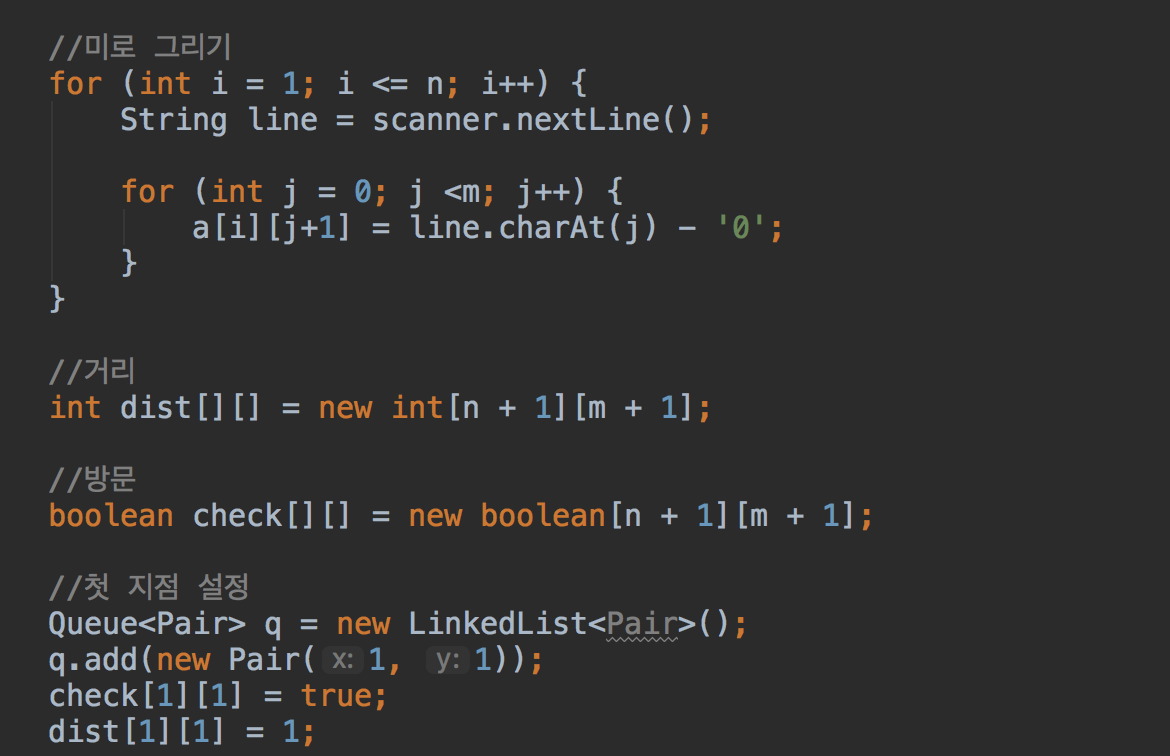 //미로 그리기
for (int i = 1; i <= n; i++) {
    String line = scanner.nextLine();
    for (int j = 0; j <m; j++) {
        a[i][j+1] = line.charAt(j) - '0';
    }
}
//거리
int dist[][] = new int[n + 1][m + 1];
//방문
boolean check[][] = new boolean[n + 1][m + 1];
//첫 지점 설정
Queue<Pair> q = new LinkedList<Pair>();
q.add(new Pair( x: 1, y: 1));
check[1][1] = true;
dist[1][1] = 1;